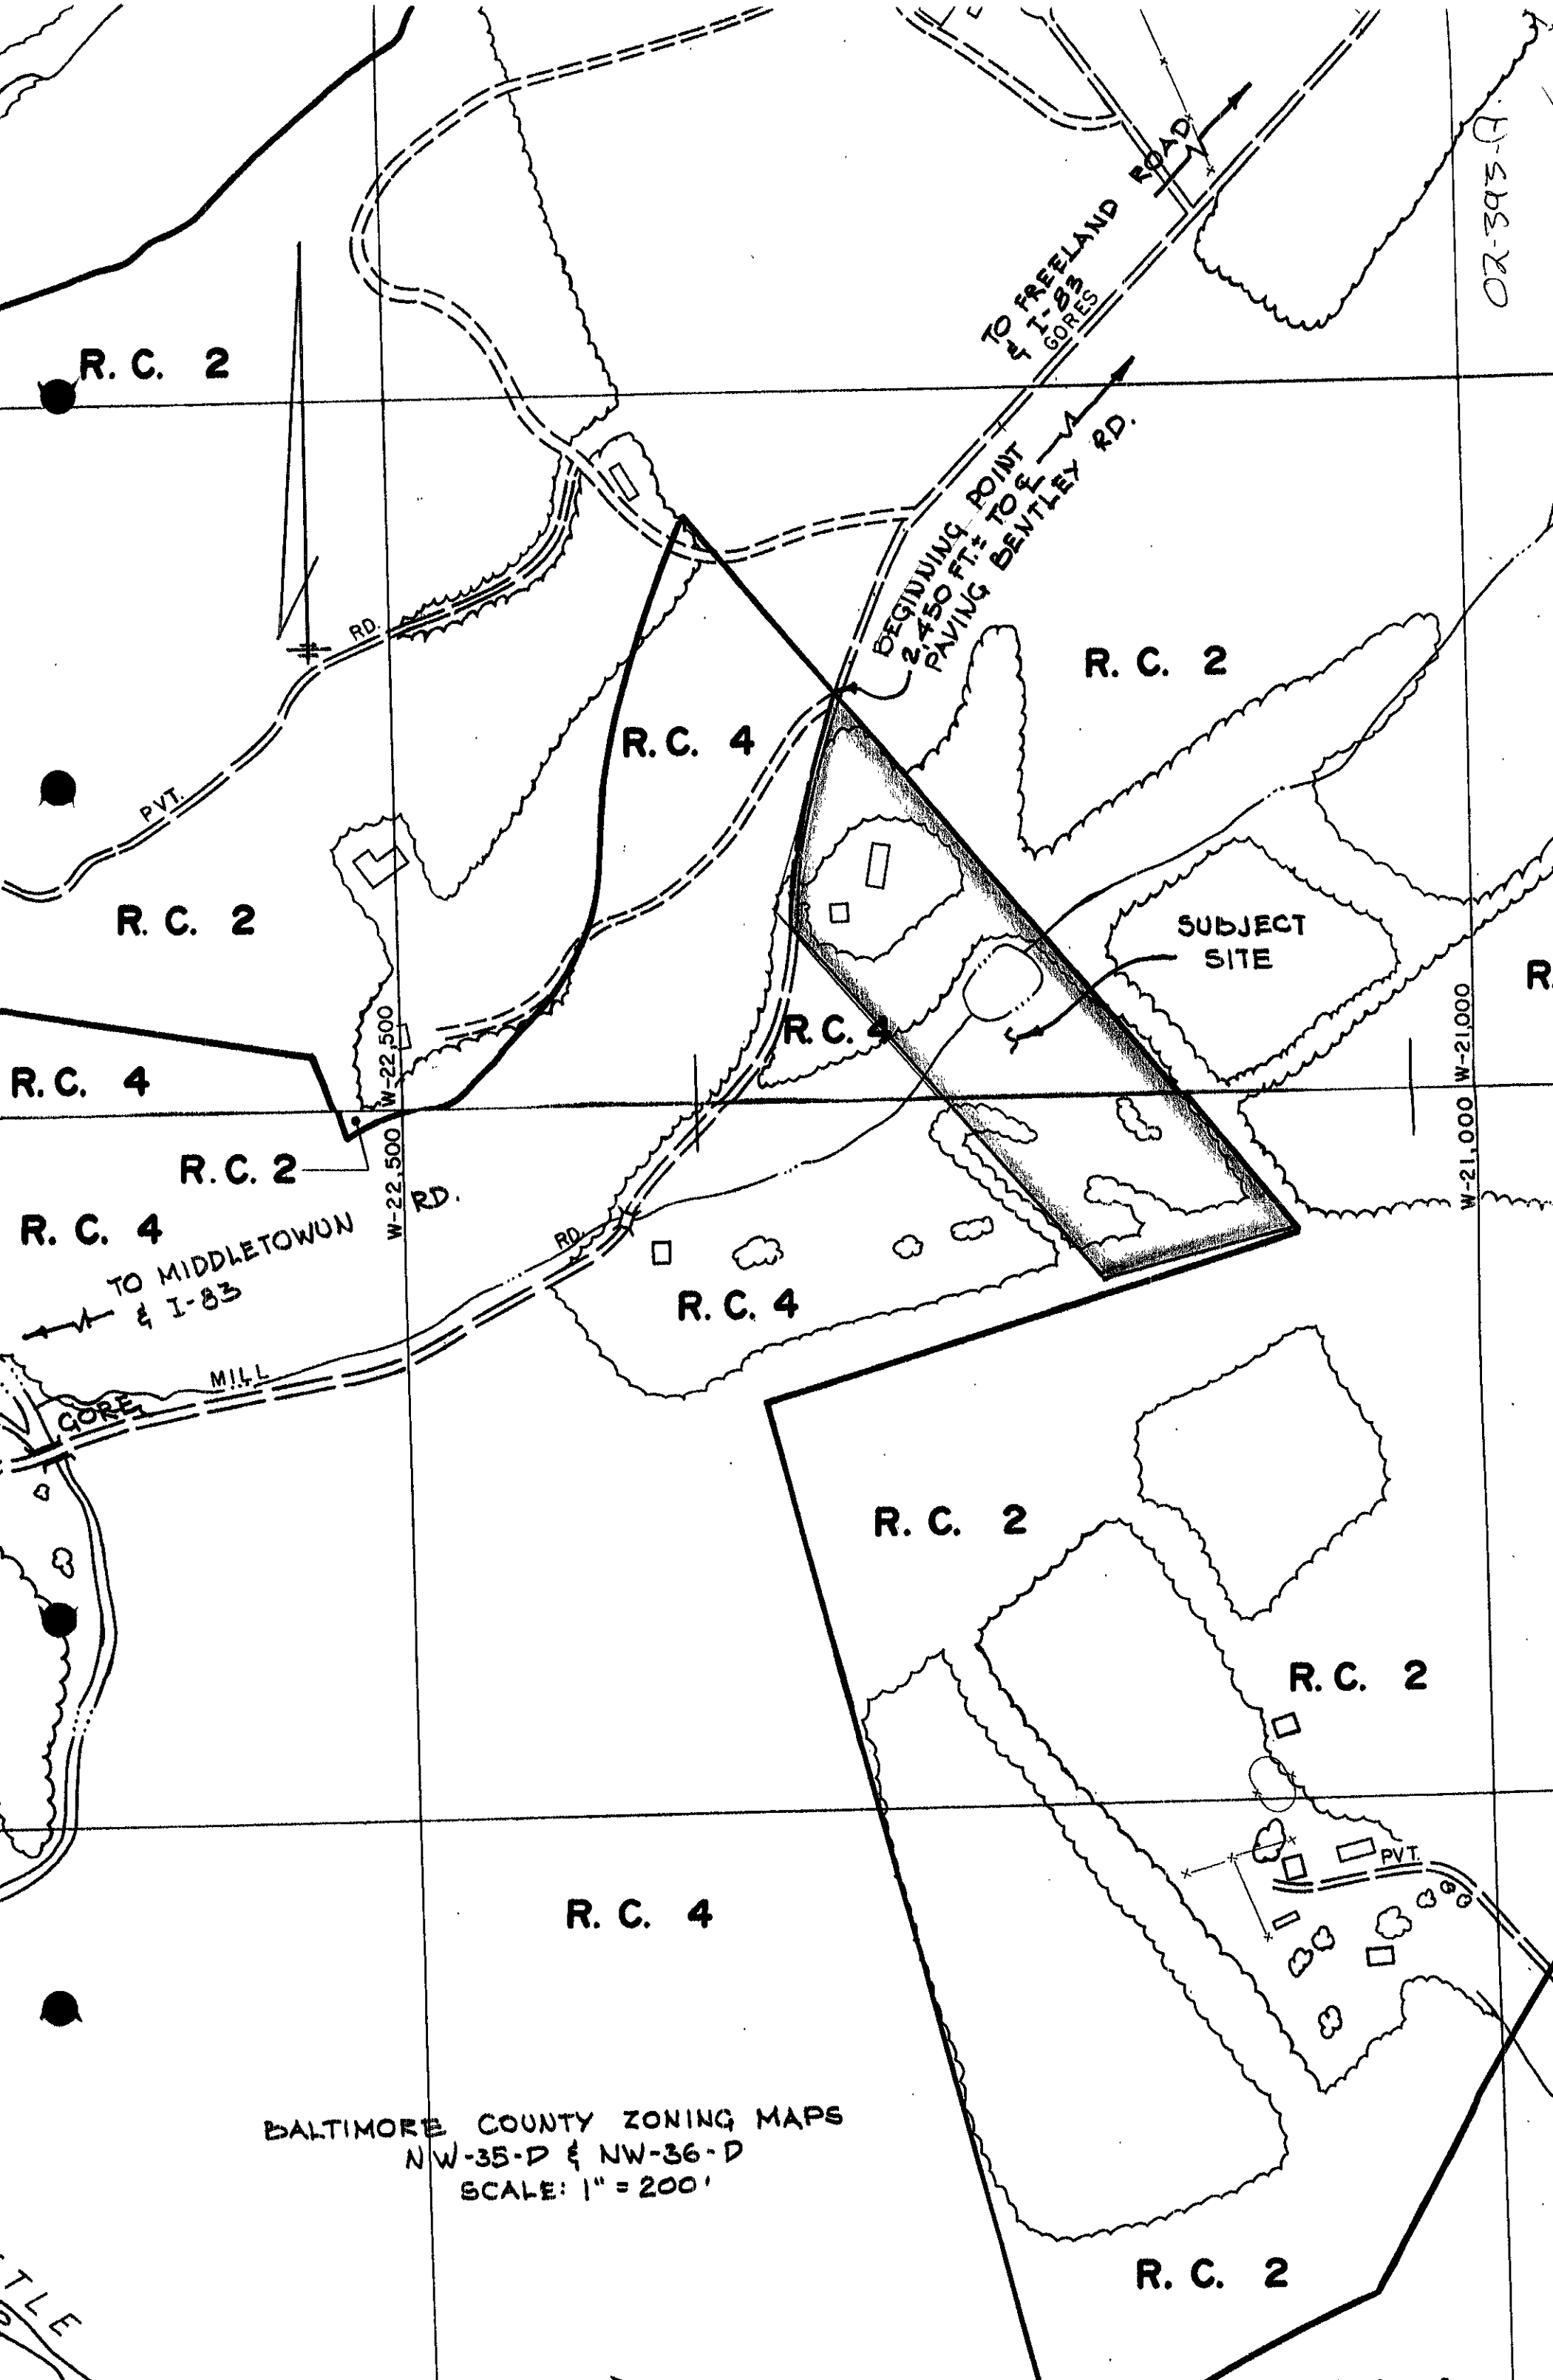 02-393-A
TO FREELAND ROAD
& I-83
GORES
R. C. 2
BEGINNING POINT
2,450 FT.± TO ℄
PAVING BENTLEY RD.
RD.
R. C. 2
R. C. 4
PVT.
R. C. 2
SUBJECT
SITE
R.
R. C. 4
W-22,500
W-21,000
R. C. 4
R. C. 2
W-22,500
W-21,000
RD.
R. C. 4
TO MIDDLETOWUN
& I-83
RD.
R. C. 4
MILL
GORE
R. C. 2
R. C. 2
PVT.
R. C. 4
BALTIMORE COUNTY ZONING MAPS
NW-35-D & NW-36-D
SCALE: 1" = 200'
R. C. 2
TLE